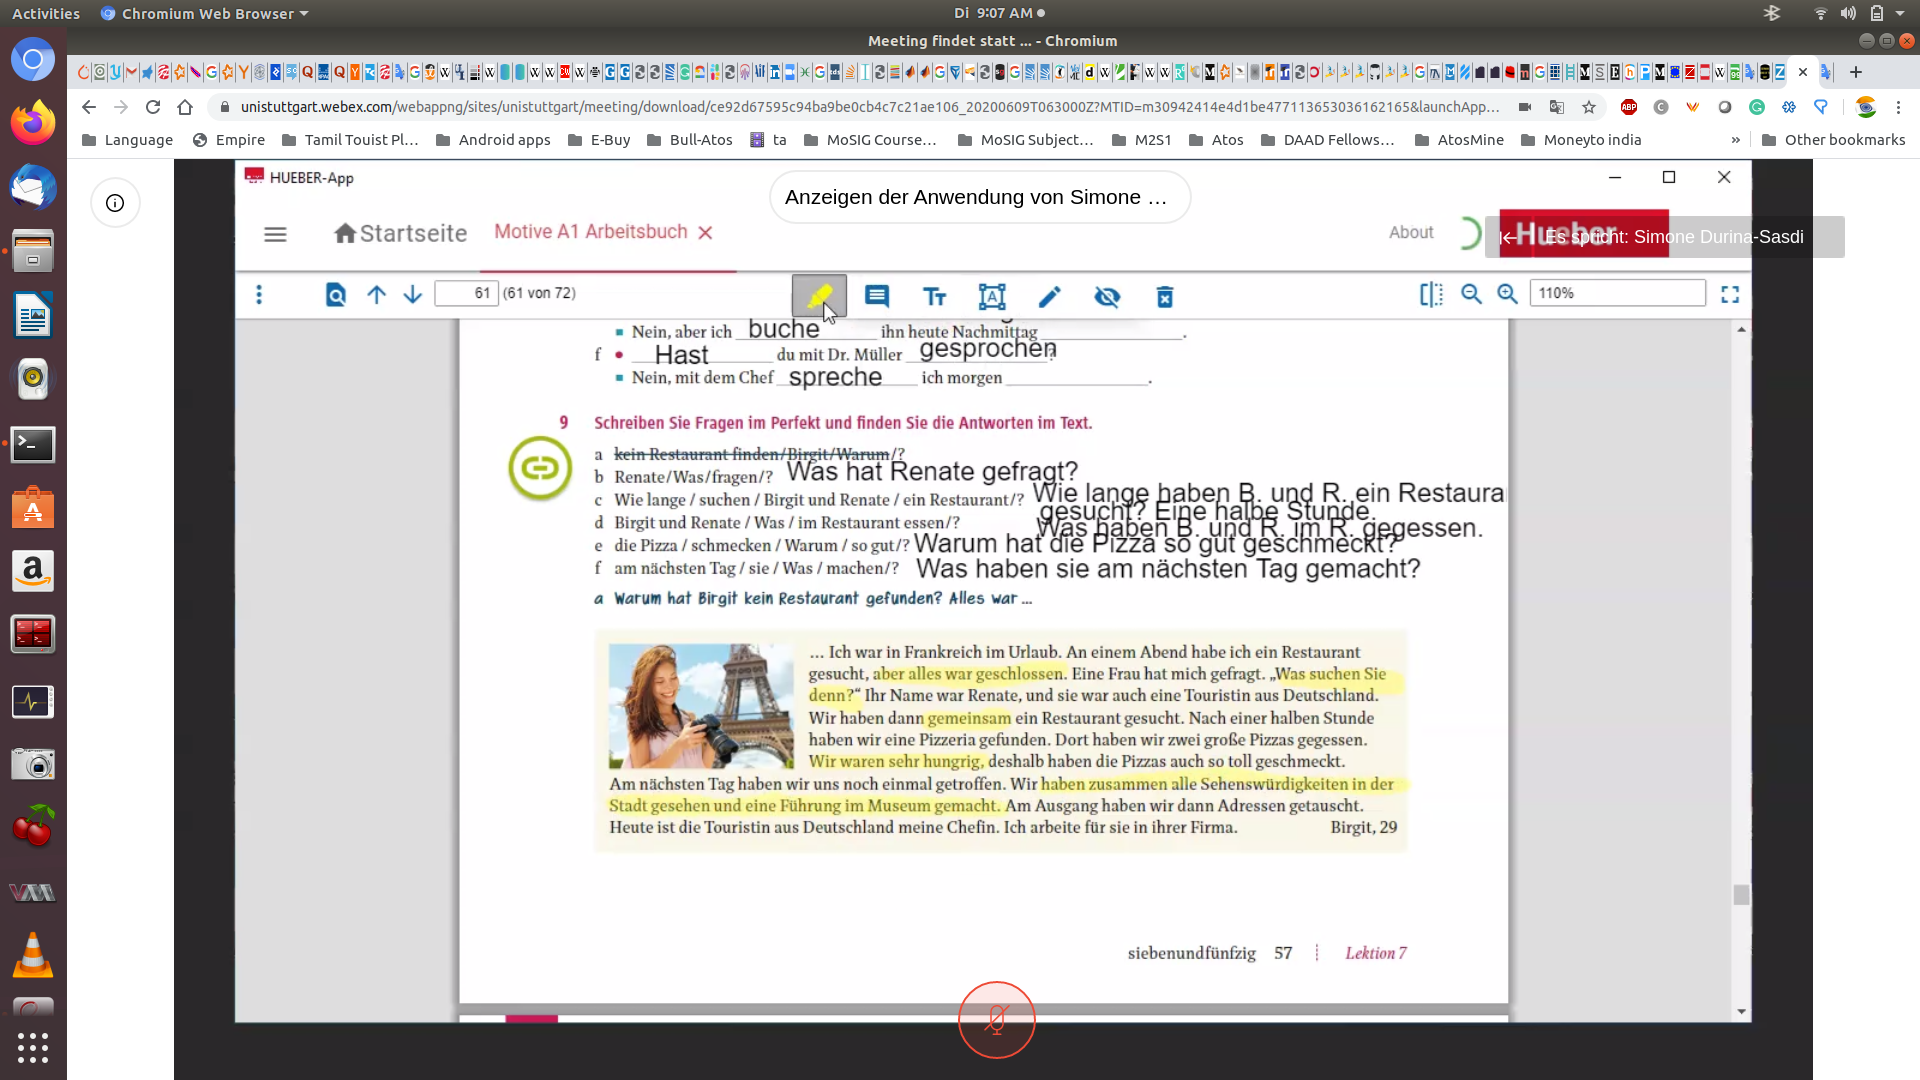 Activities
Chromium Web Browser
Di 9:07 AM
Meeting findet statt ... - Chromium
unistuttgart.webex.com/webappng/sites/unistuttgart/meeting/download/ce92d67595c94ba9be0cb4c7c21ae106_20200609T063000Z?MTID=m30942414e4d1be477113653036162165&launchApp...
Language
Empire
Tamil Touist Pl...
Android apps
E-Buy
Bull-Atos
ta
MoSIG Course...
MoSIG Subject...
M2S1
Atos
DAAD Fellows...
AtosMine
Moneyto india
»
Other bookmarks
HUEBER-App
Anzeigen der Anwendung von Simone ...
Startseite
Motive A1 Arbeitsbuch
About
Hueber
Es spricht: Simone Durina-Sasdi
61 (61 von 72)
110%
Nein, aber ich buche ihn heute Nachmittag .
f Hast du mit Dr. Müller gesprochen ?
Nein, mit dem Chef spreche ich morgen .
9 Schreiben Sie Fragen im Perfekt und finden Sie die Antworten im Text.
a kein Restaurant finden/Birgit/Warum/?
b Renate/Was/fragen/? Was hat Renate gefragt?
c Wie lange / suchen / Birgit und Renate / ein Restaurant/? Wie lange haben B. und R. ein Restaura
gesucht? Eine halbe Stunde.
d Birgit und Renate / Was / im Restaurant essen/? Was haben B. und R. im R. gegessen.
e die Pizza / schmecken / Warum / so gut/? Warum hat die Pizza so gut geschmeckt?
f am nächsten Tag / sie / Was / machen/? Was haben sie am nächsten Tag gemacht?
a Warum hat Birgit kein Restaurant gefunden? Alles war ...
... Ich war in Frankreich im Urlaub. An einem Abend habe ich ein Restaurant
gesucht, aber alles war geschlossen. Eine Frau hat mich gefragt. „Was suchen Sie
denn?“ Ihr Name war Renate, und sie war auch eine Touristin aus Deutschland.
Wir haben dann gemeinsam ein Restaurant gesucht. Nach einer halben Stunde
haben wir eine Pizzeria gefunden. Dort haben wir zwei große Pizzas gegessen.
Wir waren sehr hungrig, deshalb haben die Pizzas auch so toll geschmeckt.
Am nächsten Tag haben wir uns noch einmal getroffen. Wir haben zusammen alle Sehenswürdigkeiten in der
Stadt gesehen und eine Führung im Museum gemacht. Am Ausgang haben wir dann Adressen getauscht.
Heute ist die Touristin aus Deutschland meine Chefin. Ich arbeite für sie in ihrer Firma. Birgit, 29
siebenundfünfzig 57 Lektion 7